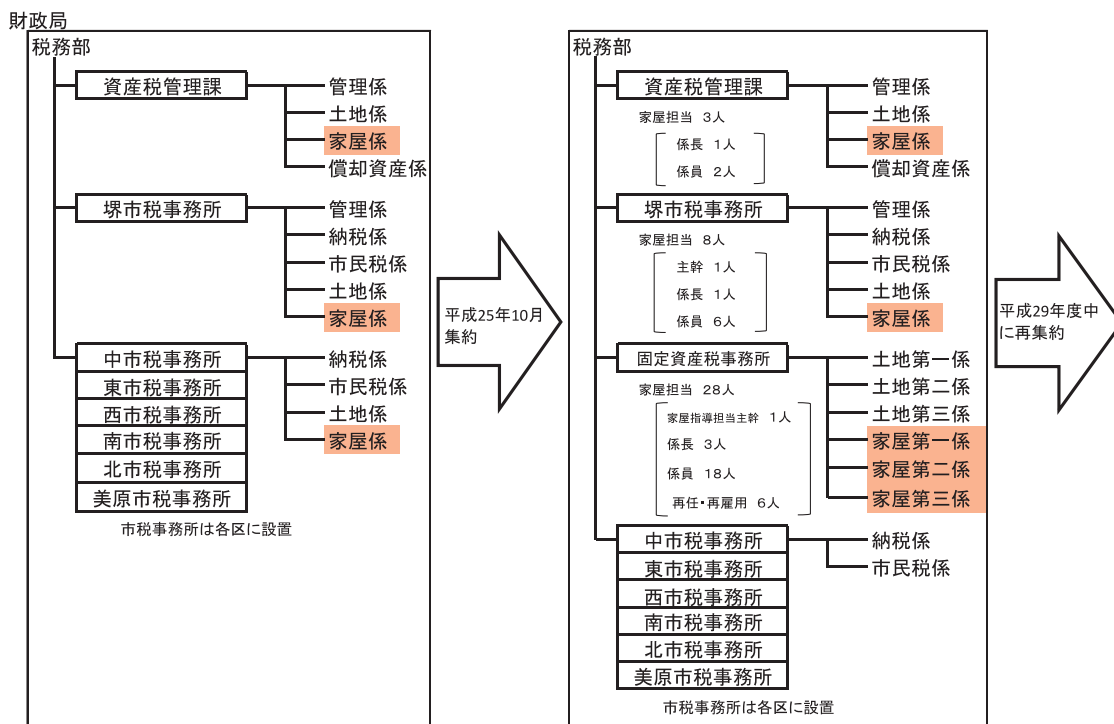 財政局
税務部
資産税管理課
管理係
土地係
家屋係
償却資産係
堺市税事務所
管理係
納税係
市民税係
土地係
家屋係
中市税事務所
東市税事務所
西市税事務所
南市税事務所
北市税事務所
美原市税事務所
納税係
市民税係
土地係
家屋係
市税事務所は各区に設置
平成25年10月
集約
税務部
資産税管理課
家屋担当 3人
係長 1人
係員 2人
管理係
土地係
家屋係
償却資産係
堺市税事務所
家屋担当 8人
主幹 1人
係長 1人
係員 6人
管理係
納税係
市民税係
土地係
家屋係
固定資産税事務所
家屋担当 28人
家屋指導担当主幹 1人
係長 3人
係員 18人
再任・再雇用 6人
土地第一係
土地第二係
土地第三係
家屋第一係
家屋第二係
家屋第三係
中市税事務所
東市税事務所
西市税事務所
南市税事務所
北市税事務所
美原市税事務所
納税係
市民税係
市税事務所は各区に設置
平成29年度中
に再集約